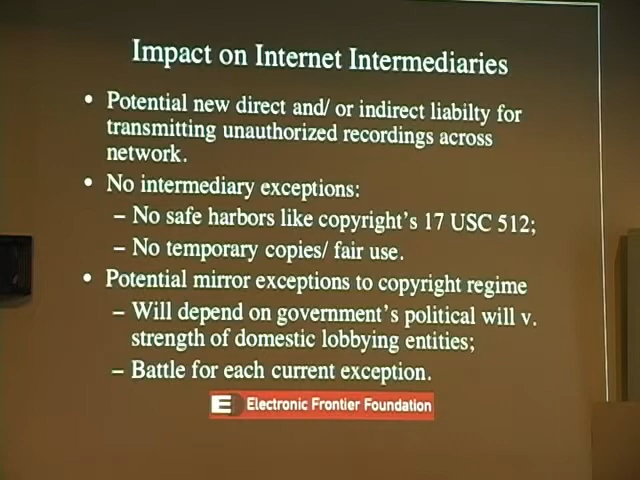 Impact on Internet Intermediaries
• Potential new direct and/ or indirect liabilty for
transmitting unauthorized recordings across
network.
• No intermediary exceptions:
– No safe harbors like copyright's 17 USC 512;
– No temporary copies/ fair use.
• Potential mirror exceptions to copyright regime
– Will depend on government's political will v.
strength of domestic lobbying entities;
– Battle for each current exception.
E Electronic Frontier Foundation